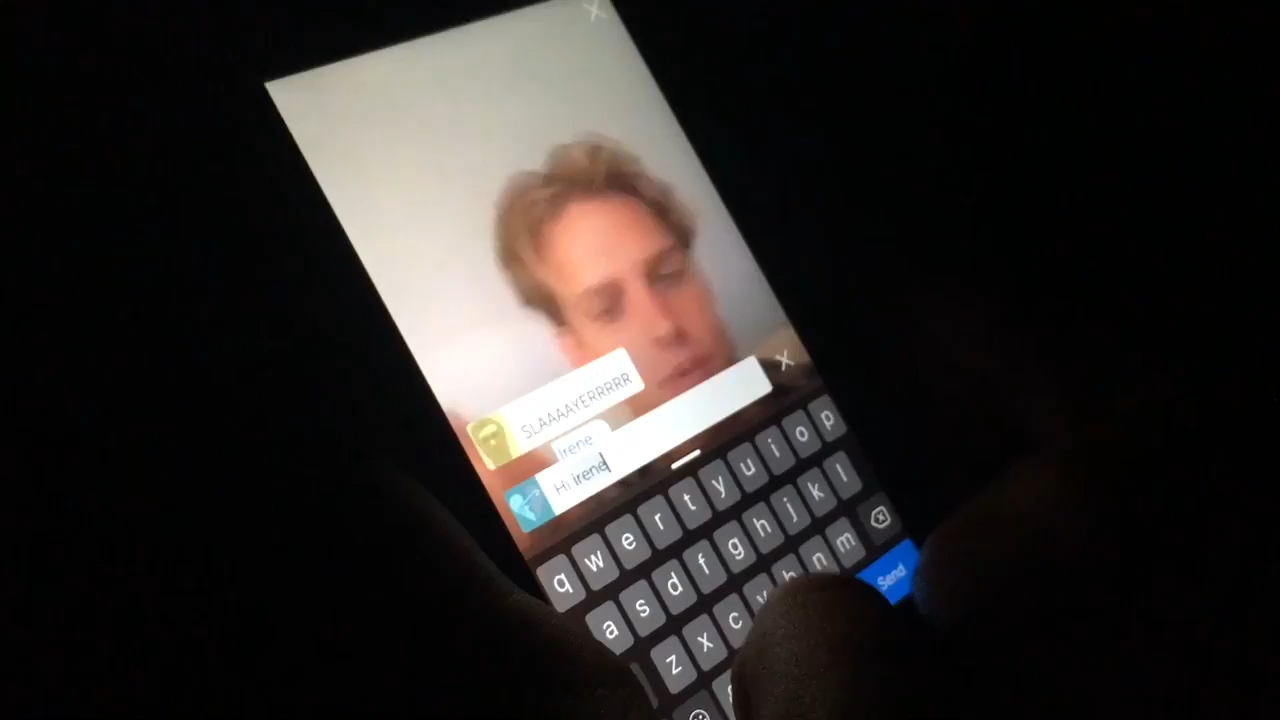 SLAAAAYERRRRR
Irene
Hi irene
q w e r t y u i o p
a s d f g h j k l
z x c v b n m
Send